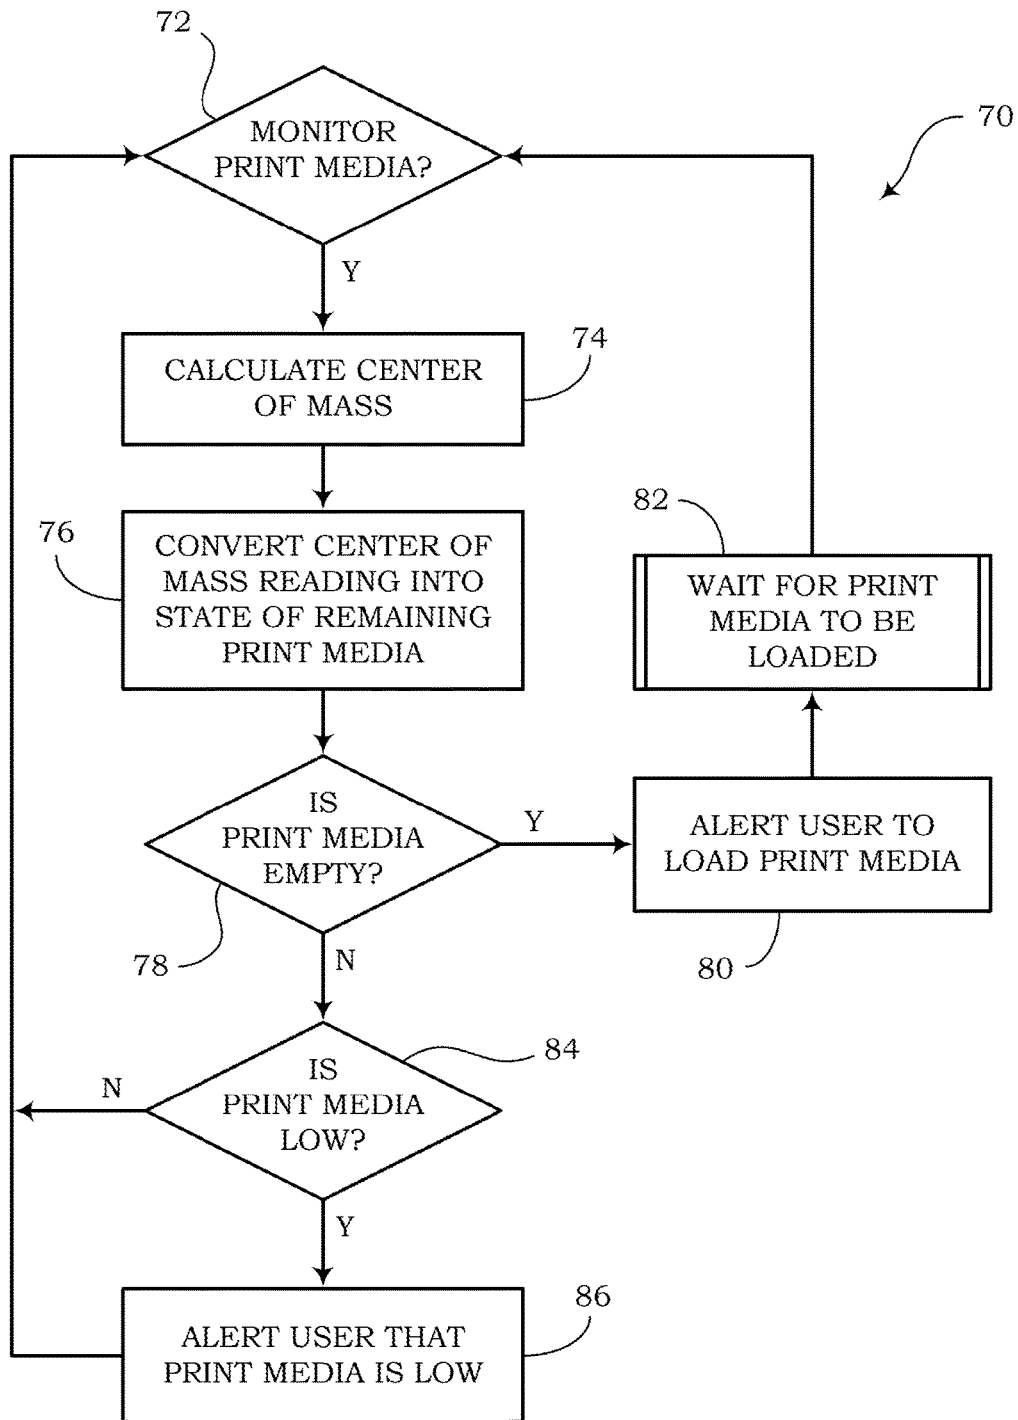 72
MONITOR
PRINT MEDIA?
70
Y
CALCULATE CENTER
OF MASS
74
76
CONVERT CENTER OF
MASS READING INTO
STATE OF REMAINING
PRINT MEDIA
82
WAIT FOR PRINT
MEDIA TO BE
LOADED
IS
PRINT MEDIA
EMPTY?
Y
ALERT USER TO
LOAD PRINT MEDIA
78
N
80
IS
PRINT MEDIA
LOW?
84
N
Y
86
ALERT USER THAT
PRINT MEDIA IS LOW